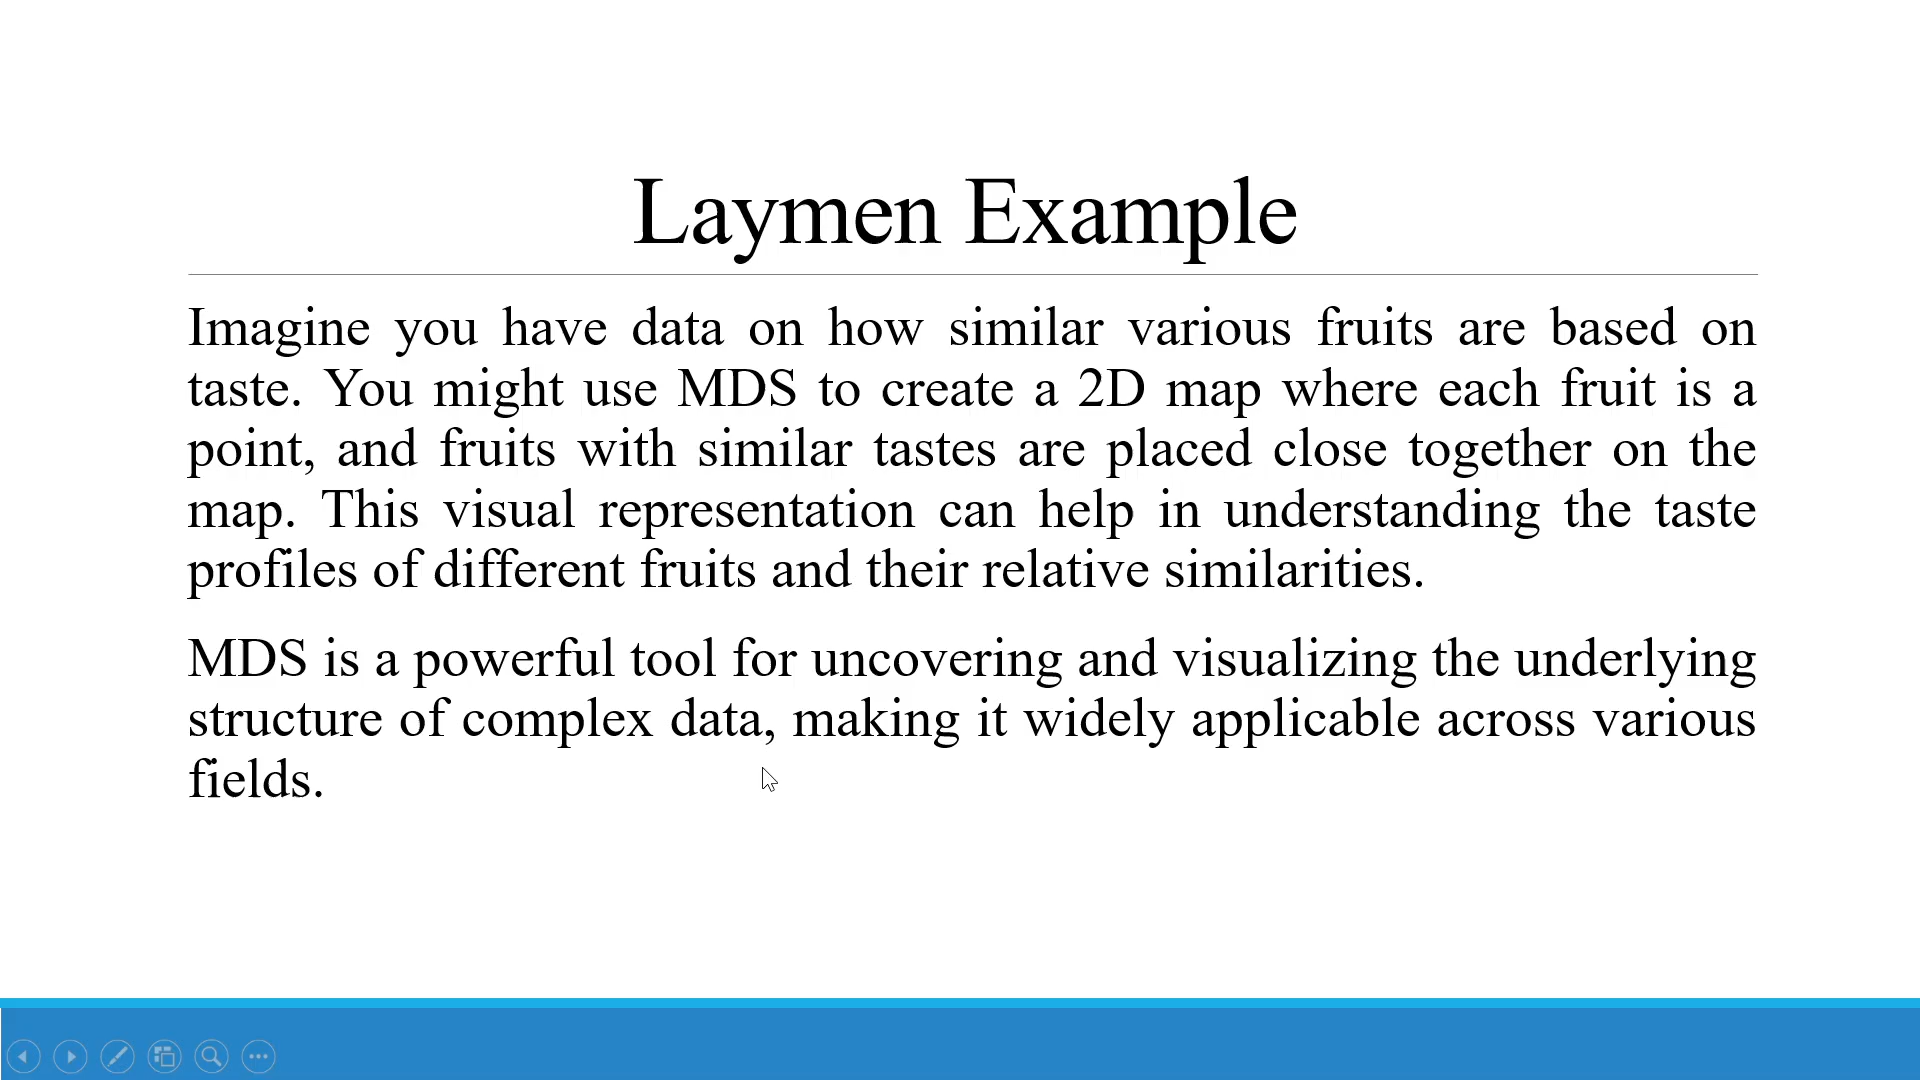 Laymen Example
Imagine you have data on how similar various fruits are based on
taste. You might use MDS to create a 2D map where each fruit is a
point, and fruits with similar tastes are placed close together on the
map. This visual representation can help in understanding the taste
profiles of different fruits and their relative similarities.
MDS is a powerful tool for uncovering and visualizing the underlying
structure of complex data, making it widely applicable across various
fields.